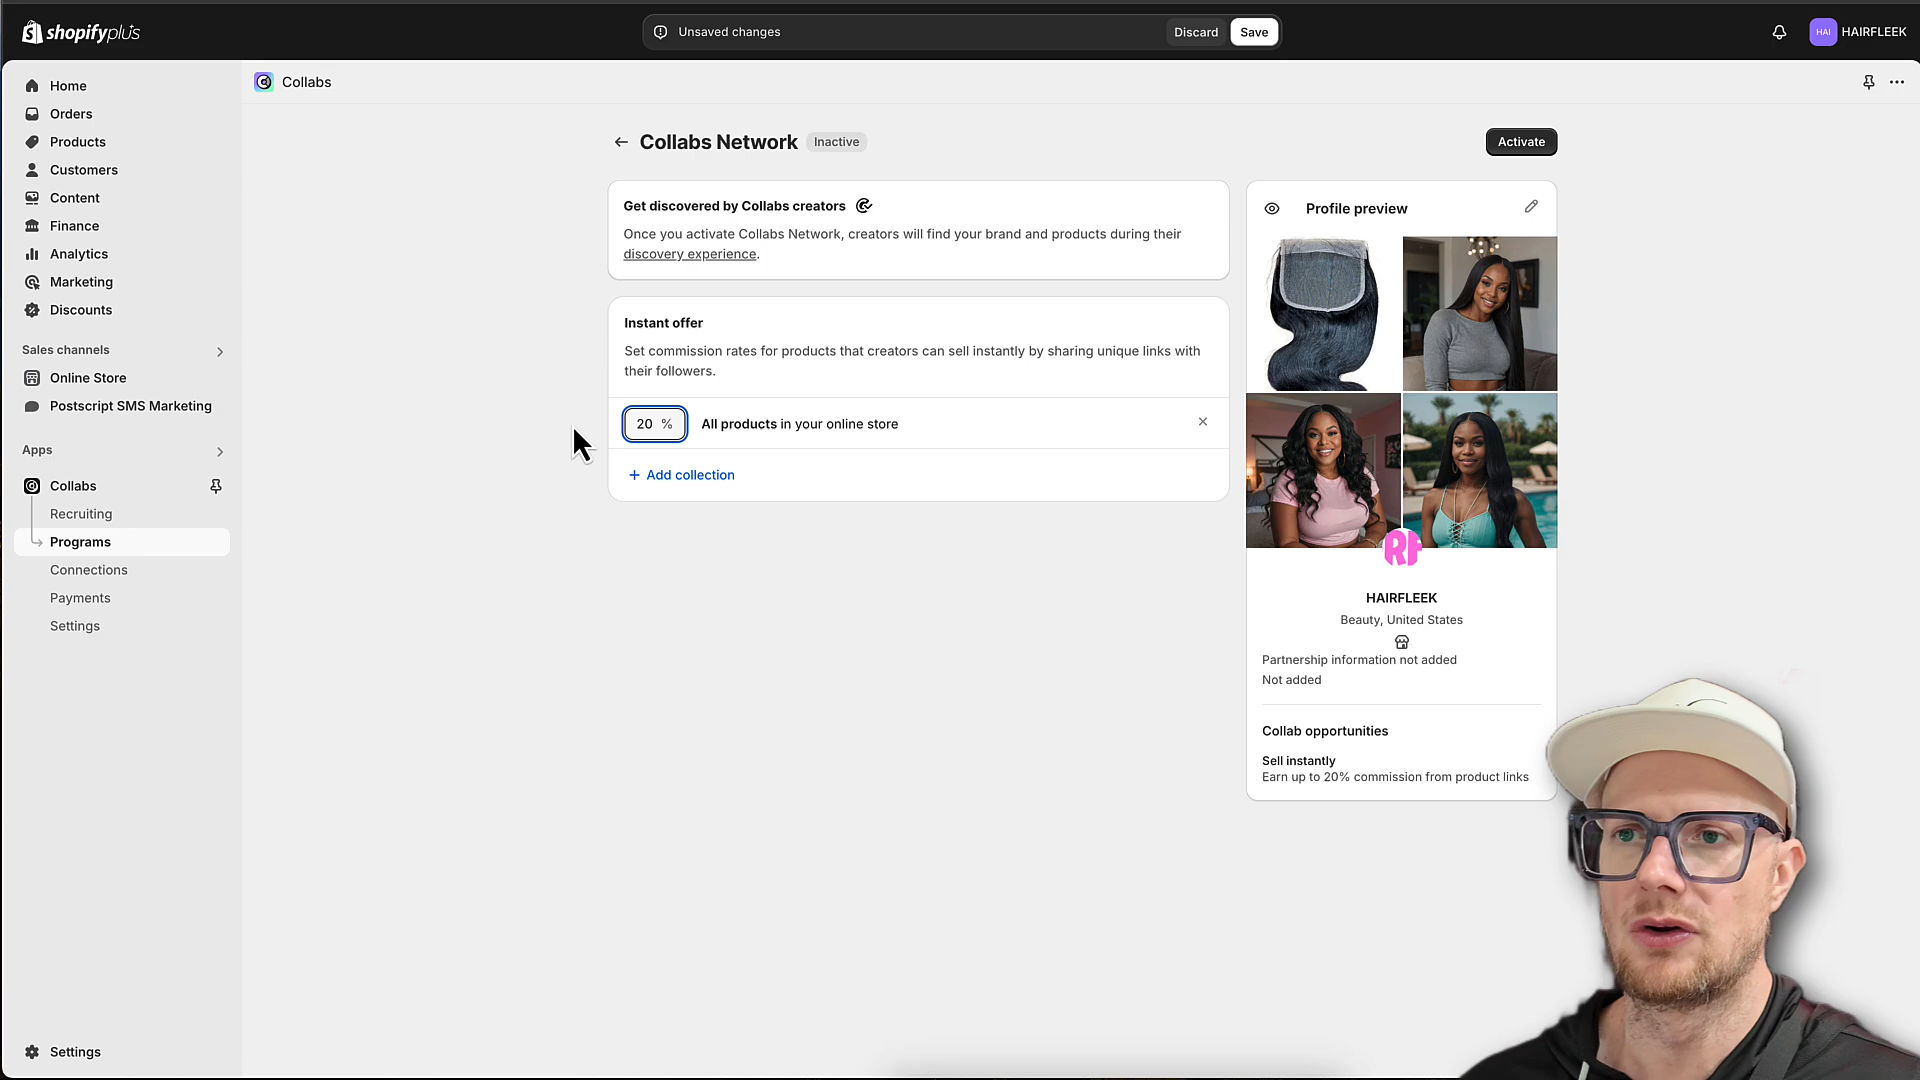 shopifyplus
Unsaved changes
Discard
Save
HAI
HAIRFLEEK
Home
Orders
Products
Customers
Content
Finance
Analytics
Marketing
Discounts
Sales channels
Online Store
Postscript SMS Marketing
Apps
Collabs
Recruiting
Programs
Connections
Payments
Settings
Settings
Collabs
Collabs Network
Inactive
Activate
Get discovered by Collabs creators
Once you activate Collabs Network, creators will find your brand and products during their
discovery experience.
Instant offer
Set commission rates for products that creators can sell instantly by sharing unique links with
their followers.
20 %
All products in your online store
+ Add collection
Profile preview
RF
HAIRFLEEK
Beauty, United States
Partnership information not added
Not added
Collab opportunities
Sell instantly
Earn up to 20% commission from product links